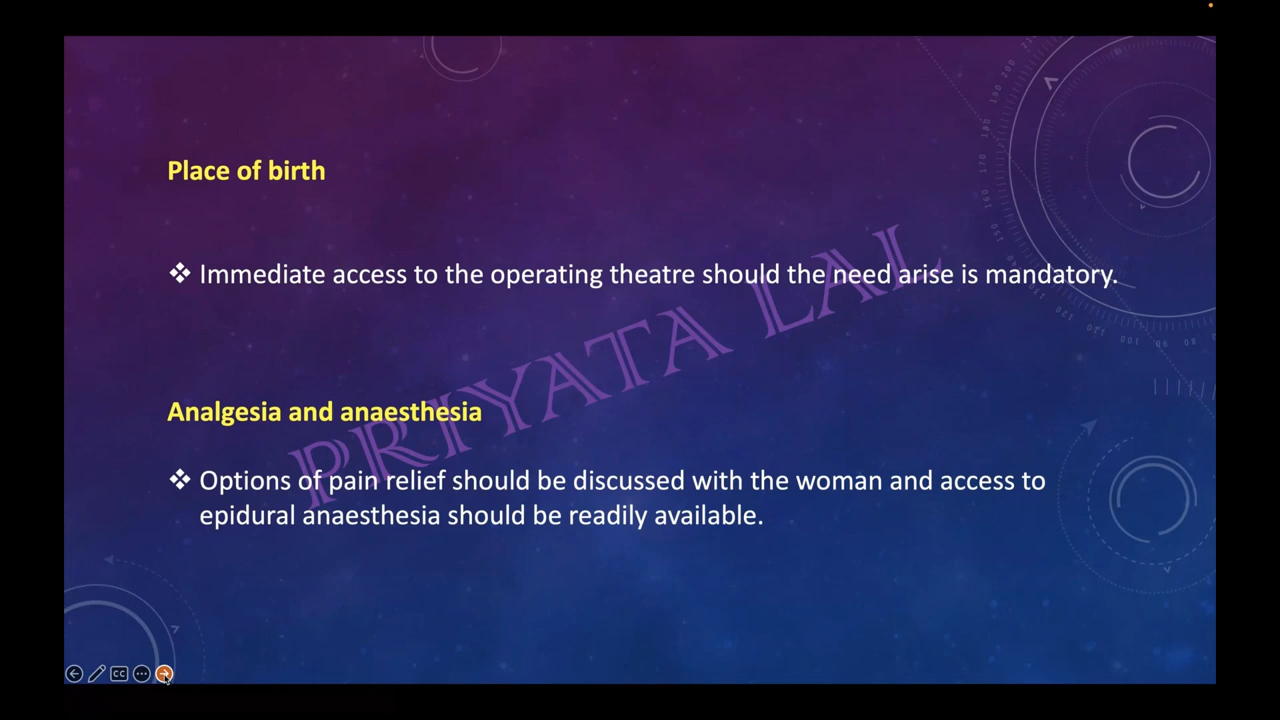 Place of birth
❖ Immediate access to the operating theatre should the need arise is mandatory.
PRIYATA LAL
Analgesia and anaesthesia
❖ Options of pain relief should be discussed with the woman and access to
epidural anaesthesia should be readily available.
CC